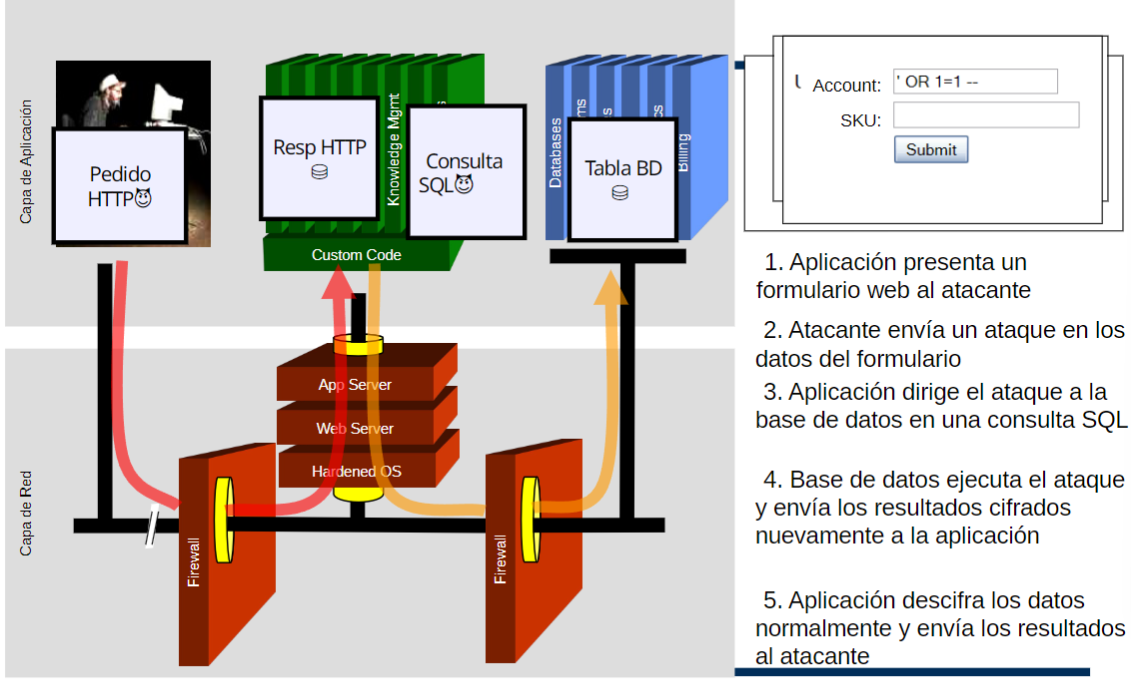 Capa de Aplicación
Pedido
HTTP😈
Resp HTTP
Knowledge Mgmt
Consulta
SQL😈
Custom Code
Databases
ms
s
cs
Billing
Tabla BD
Account:
' OR 1=1 --
SKU:
Submit
1. Aplicación presenta un
formulario web al atacante
2. Atacante envía un ataque en los
datos del formulario
3. Aplicación dirige el ataque a la
base de datos en una consulta SQL
4. Base de datos ejecuta el ataque
y envía los resultados cifrados
nuevamente a la aplicación
5. Aplicación descifra los datos
normalmente y envía los resultados
al atacante
Capa de Red
App Server
Web Server
Hardened OS
Firewall
Firewall